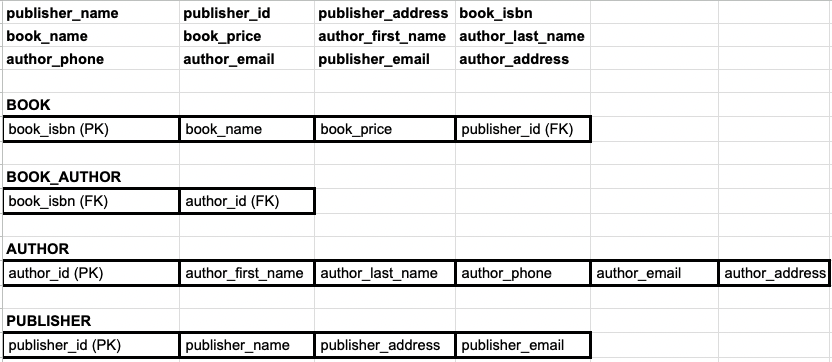 publisher_name publisher_id publisher_address book_isbn
book_name book_price author_first_name author_last_name
author_phone author_email publisher_email author_address
BOOK
book_isbn (PK) book_name book_price publisher_id (FK)
BOOK_AUTHOR
book_isbn (FK) author_id (FK)
AUTHOR
author_id (PK) author_first_name author_last_name author_phone author_email author_address
PUBLISHER
publisher_id (PK) publisher_name publisher_address publisher_email